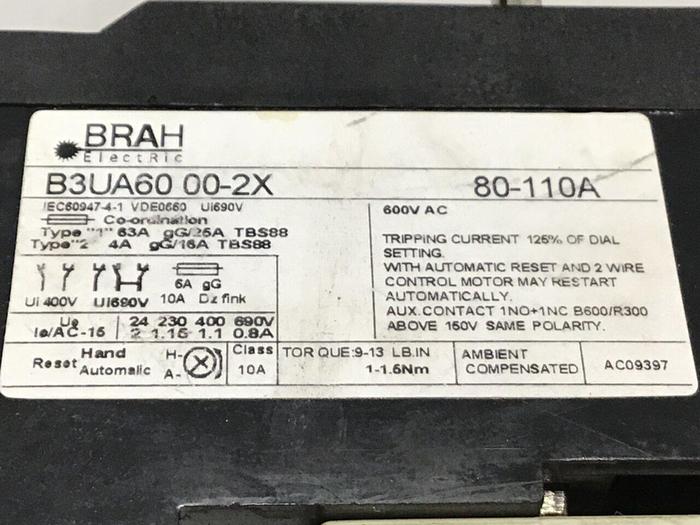 BRAH
ElectRic
B3UA60 00-2X 80-110A
IEC60947-4-1 VDE0660 Ui690V
Co-ordination
Type "1" 63A gG/25A TBS88
Type"2 4A gG/16A TBS88
600V AC
TRIPPING CURRENT 125% OF DIAL
SETTING.
WITH AUTOMATIC RESET AND 2 WIRE
CONTROL MOTOR MAY RESTART
AUTOMATICALLY.
AUX.CONTACT 1NO+1NC B600/R300
ABOVE 150V SAME POLARITY.
6A gG
Ui 400V Ui690V 10A Dz fink
Ue 24 230 400 690V
Ie/AC-15 2 1.15 1.1 0.8A
Reset Hand H-
Automalic A-
Class
10A
TORQUE:9-13 LB.IN
1-1.5Nm
AMBIENT
COMPENSATED
AC09397